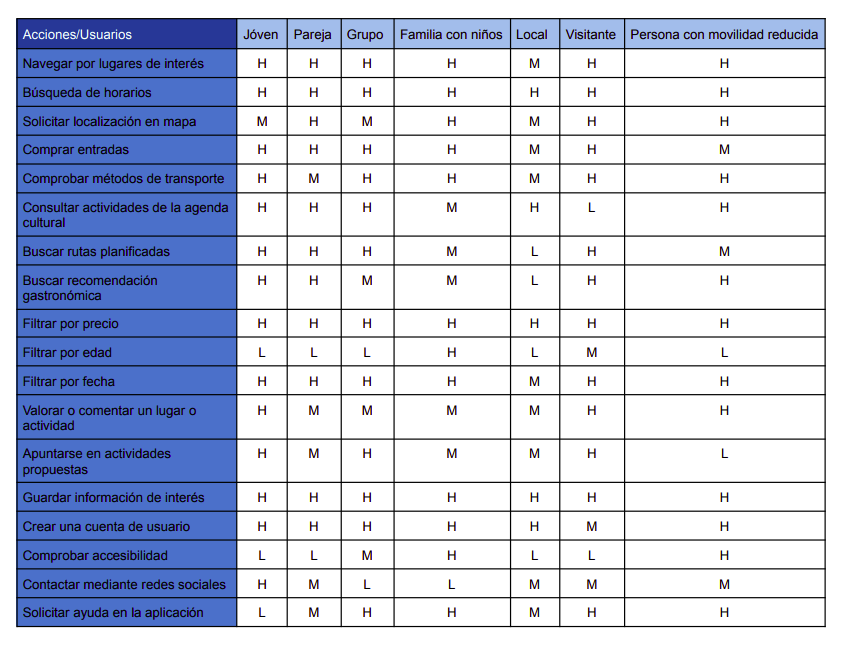 Acciones/Usuarios Jóven Pareja Grupo Familia con niños Local Visitante Persona con movilidad reducida
Navegar por lugares de interés H H H H M H H
Búsqueda de horarios H H H H H H H
Solicitar localización en mapa M H M H M H H
Comprar entradas H H H H M H M
Comprobar métodos de transporte H M H H M H H
Consultar actividades de la agenda H H H M H L H
cultural
Buscar rutas planificadas H H H M L H M
Buscar recomendación H H M M L H H
gastronómica
Filtrar por precio H H H H H H H
Filtrar por edad L L L H L M L
Filtrar por fecha H H H H M H H
Valorar o comentar un lugar o H M M M M H H
actividad
Apuntarse en actividades H M H M M H L
propuestas
Guardar información de interés H H H H H H H
Crear una cuenta de usuario H H H H H M H
Comprobar accesibilidad L L M H L L H
Contactar mediante redes sociales H M L L M M M
Solicitar ayuda en la aplicación L M H H M H H